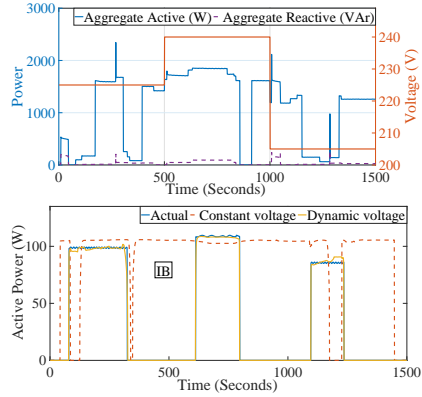 Aggregate Active (W) Aggregate Reactive (VAr)
3000
2000
1000
0
Power
240
230
220
210
200
Voltage (V)
0 500 1000 1500
Time (Seconds)
Actual Constant voltage Dynamic voltage
100
50
0
Active Power (W)
IB
0 500 1000 1500
Time (Seconds)